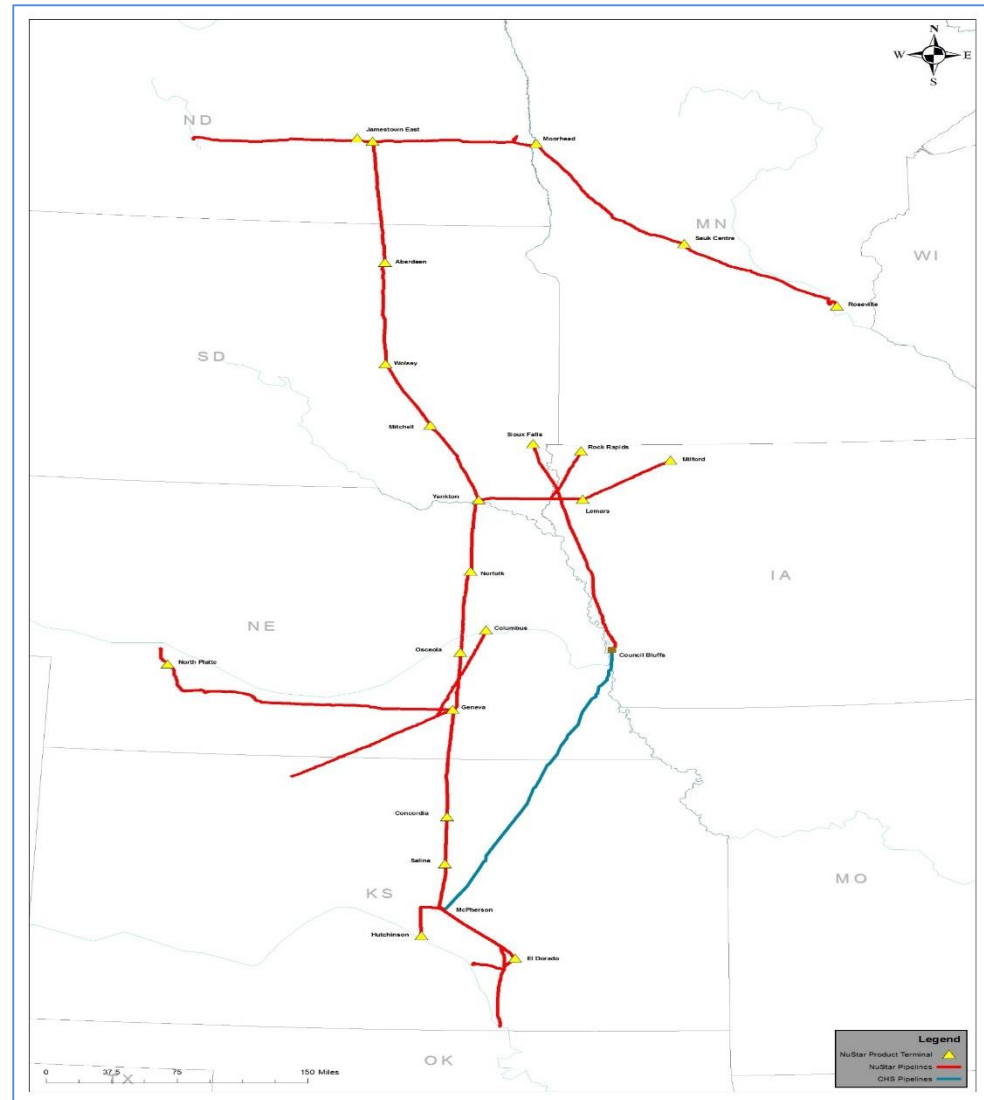 N
W E
S
ND
Jamestown East
Moorhead
MN
Sauk Centre
WI
Aberdeen
Roseville
SD
Wolsey
Mitchell
Sioux Falls
Rock Rapids
Milford
Yankton
Lemars
Norfolk
IA
NE
Columbus
Osceola
Council Bluffs
North Platte
Geneva
Concordia
Salina
MO
KS
McPherson
Hutchinson
El Dorado
OK
TX
0 37.5 75 150 Miles
Legend
NuStar Product Terminal
NuStar Pipelines
CHS Pipelines